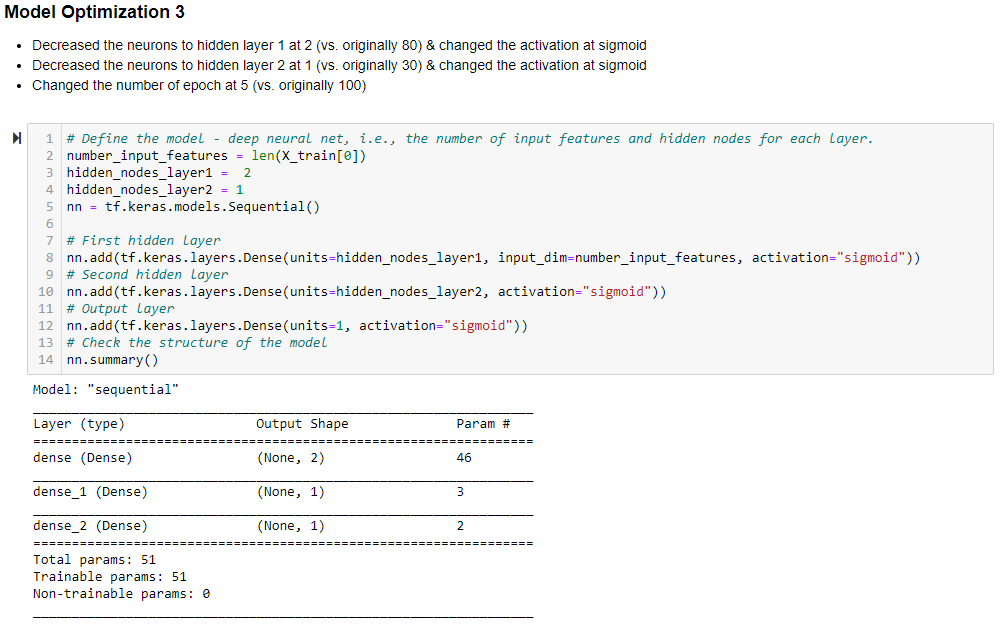 Model Optimization 3
• Decreased the neurons to hidden layer 1 at 2 (vs. originally 80) & changed the activation at sigmoid
• Decreased the neurons to hidden layer 2 at 1 (vs. originally 30) & changed the activation at sigmoid
• Changed the number of epoch at 5 (vs. originally 100)
1 # Define the model - deep neural net, i.e., the number of input features and hidden nodes for each layer.
2 number_input_features = len(X_train[0])
3 hidden_nodes_layer1 =  2
4 hidden_nodes_layer2 = 1
5 nn = tf.keras.models.Sequential()
6
7 # First hidden layer
8 nn.add(tf.keras.layers.Dense(units=hidden_nodes_layer1, input_dim=number_input_features, activation="sigmoid"))
9 # Second hidden layer
10 nn.add(tf.keras.layers.Dense(units=hidden_nodes_layer2, activation="sigmoid"))
11 # Output layer
12 nn.add(tf.keras.layers.Dense(units=1, activation="sigmoid"))
13 # Check the structure of the model
14 nn.summary()
Model: "sequential"
_________________________________________________________________
Layer (type)                 Output Shape              Param #
=================================================================
dense (Dense)                (None, 2)                 46
_________________________________________________________________
dense_1 (Dense)              (None, 1)                 3
_________________________________________________________________
dense_2 (Dense)              (None, 1)                 2
=================================================================
Total params: 51
Trainable params: 51
Non-trainable params: 0
_________________________________________________________________